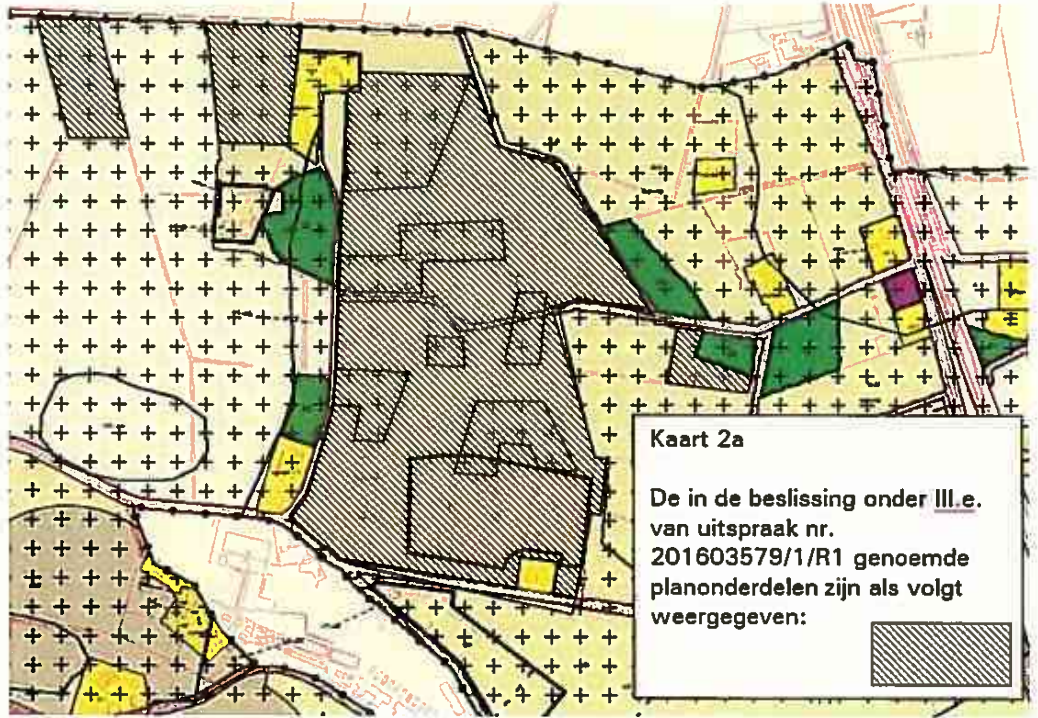 Kaart 2a
De in de beslissing onder III.e.
van uitspraak nr.
201603579/1/R1 genoemde
planonderdelen zijn als volgt
weergegeven: